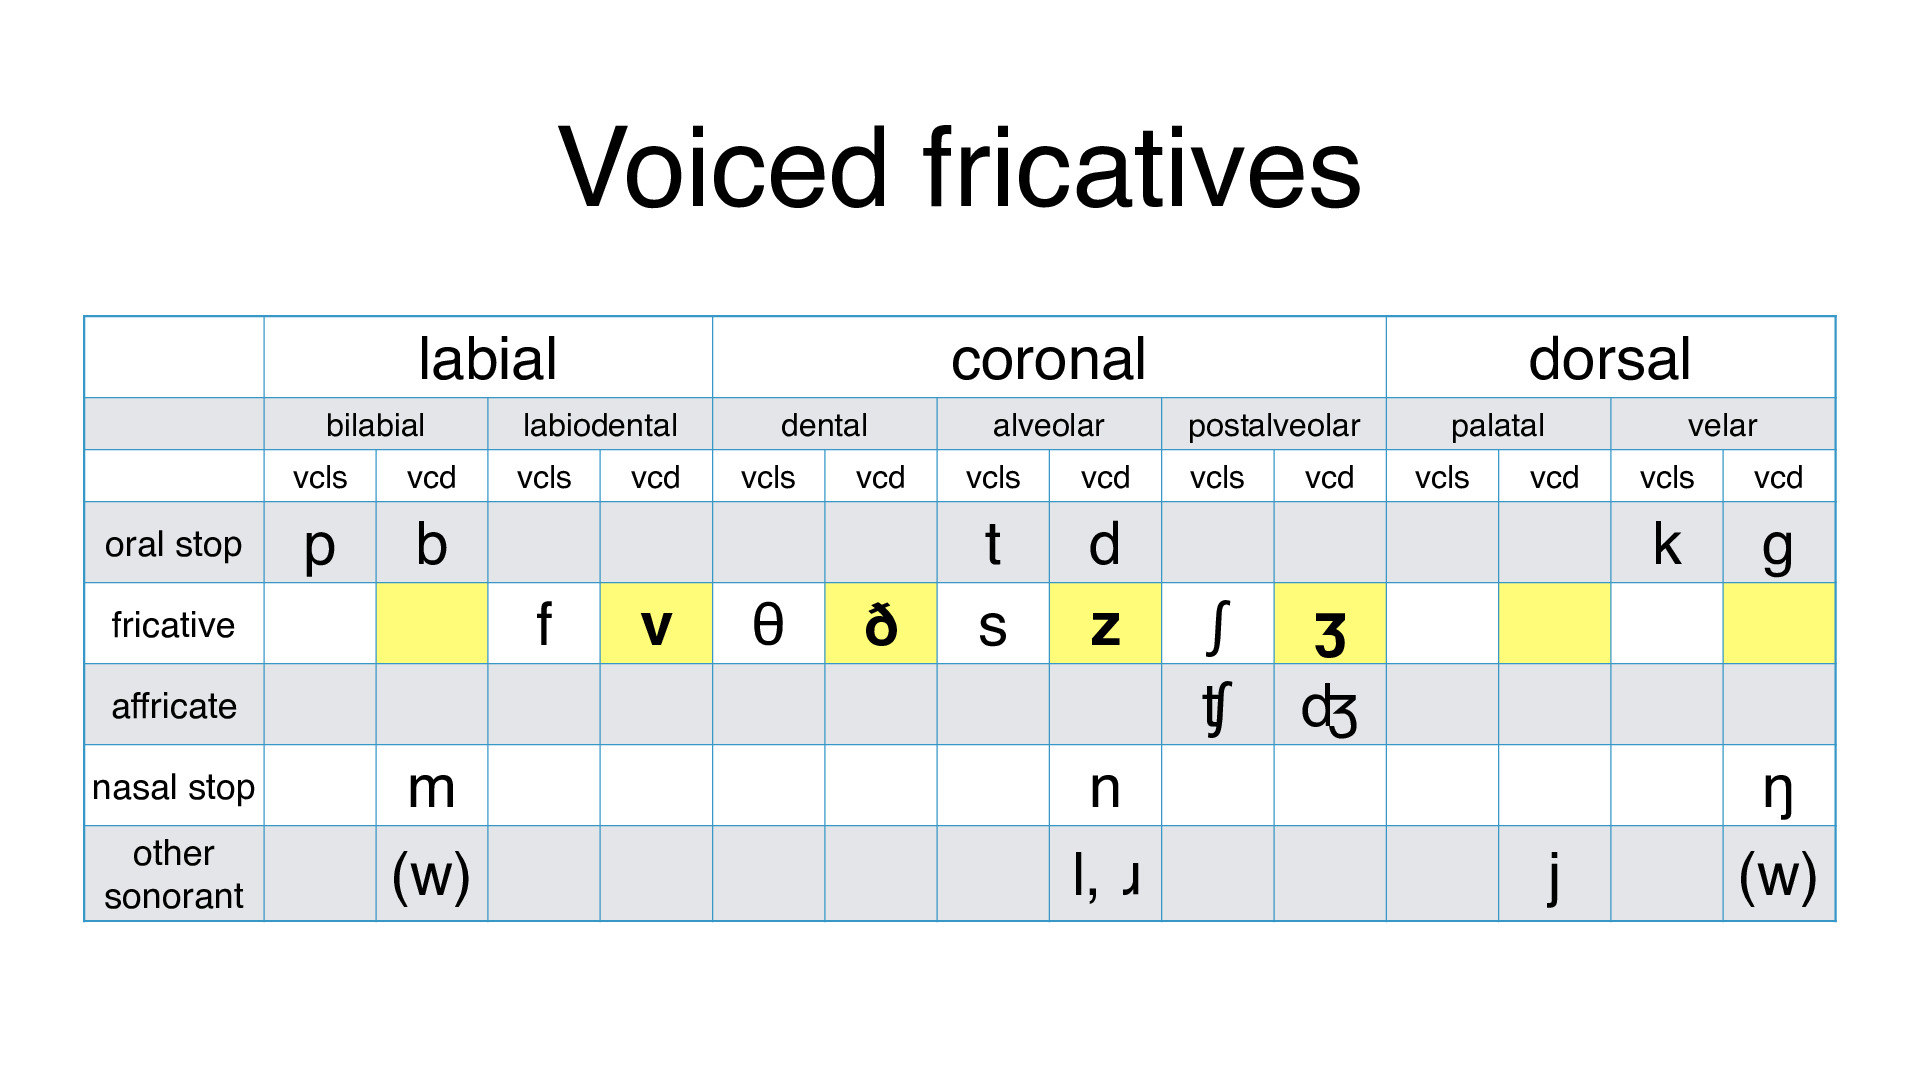 Voiced fricatives
labial coronal dorsal
bilabial labiodental dental alveolar postalveolar palatal velar
vcls vcd vcls vcd vcls vcd vcls vcd vcls vcd vcls vcd vcls vcd
oral stop p b t d k g
fricative f v θ ð s z ʃ ʒ
affricate ʧ ʤ
nasal stop m n ŋ
other
sonorant (w) l, ɹ j (w)